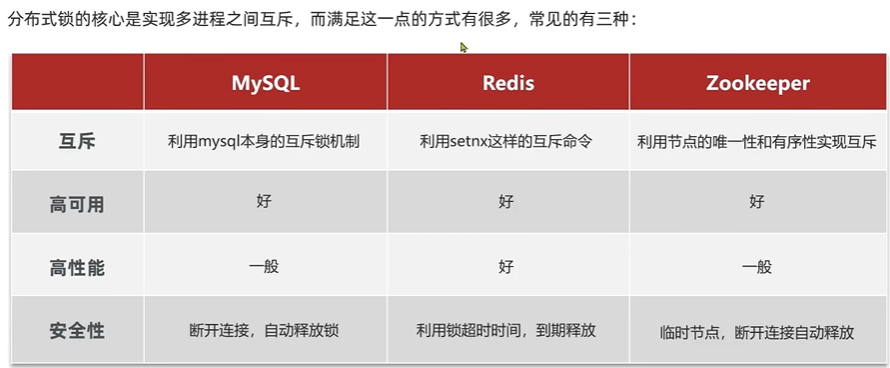 分布式锁的核心是实现多进程之间互斥，而满足这一点的方式有很多，常见的有三种：
MySQL Redis Zookeeper
互斥 利用mysql本身的互斥锁机制 利用setnx这样的互斥命令 利用节点的唯一性和有序性实现互斥
高可用 好 好 好
高性能 一般 好 一般
安全性 断开连接，自动释放锁 利用锁超时时间，到期释放 临时节点，断开连接自动释放